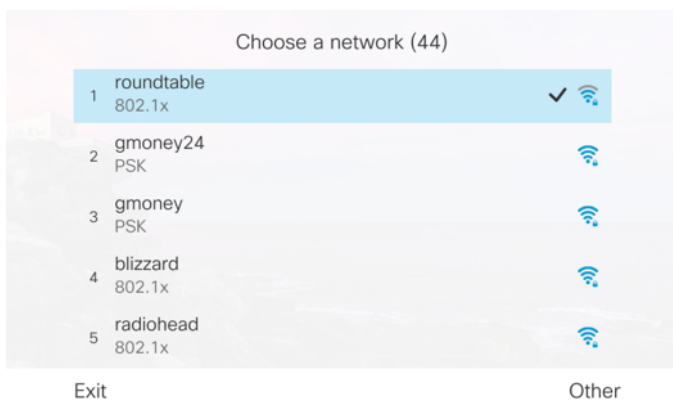 Choose a network (44)
1 roundtable
802.1x
2 gmoney24
PSK
3 gmoney
PSK
4 blizzard
802.1x
5 radiohead
802.1x
Exit Other